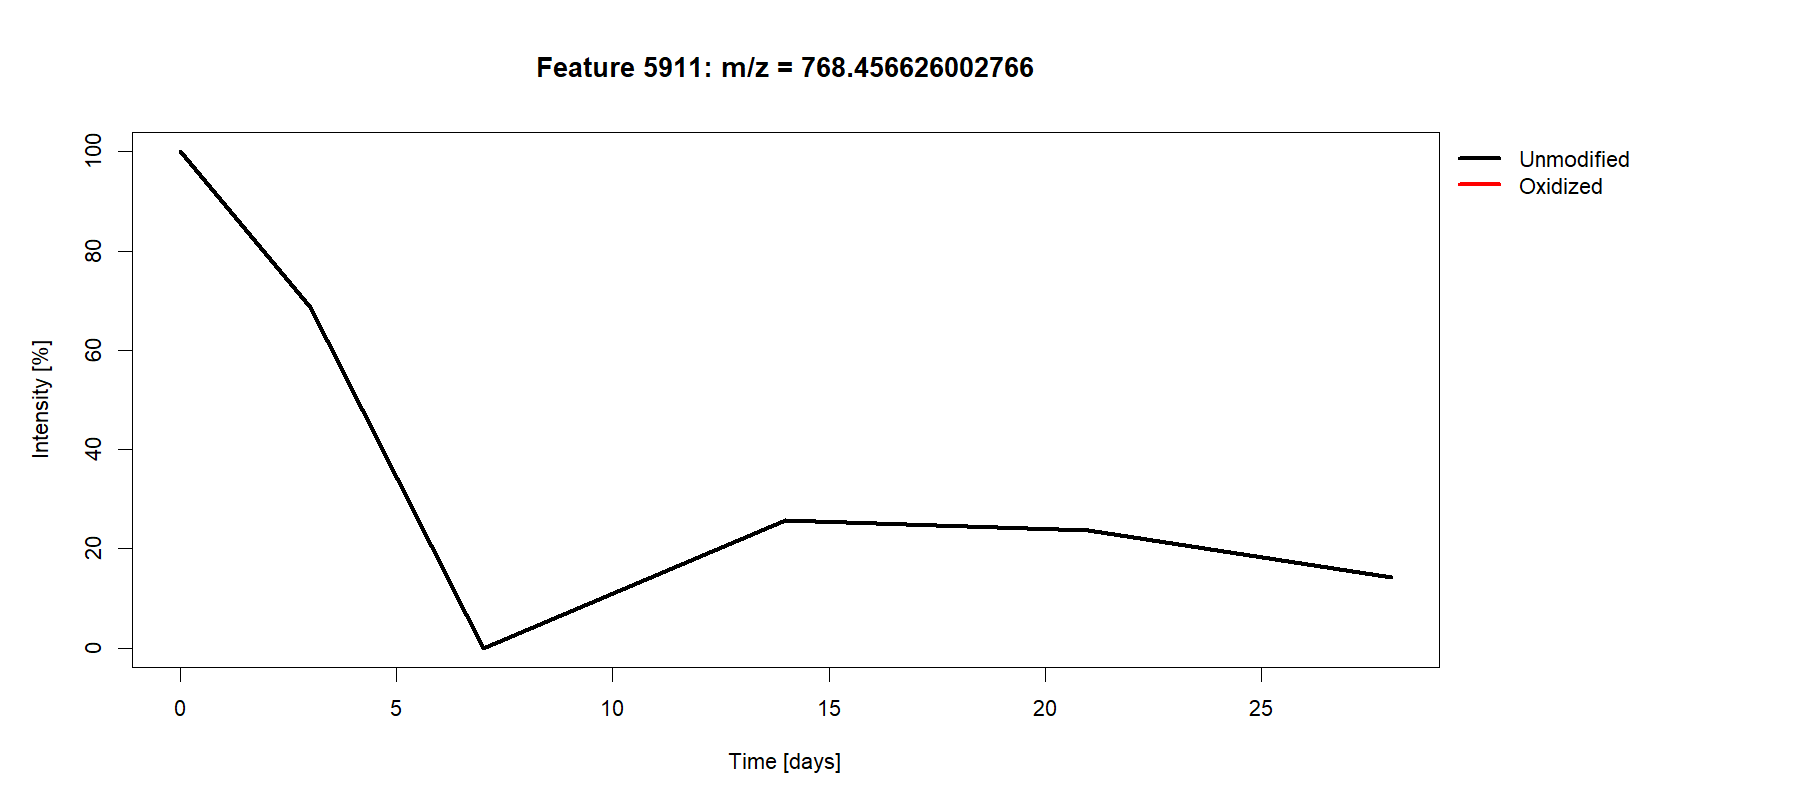 Feature 5911: m/z = 768.456626002766
Unmodified
Oxidized
Intensity [%]
100
80
60
40
20
0
0 5 10 15 20 25
Time [days]